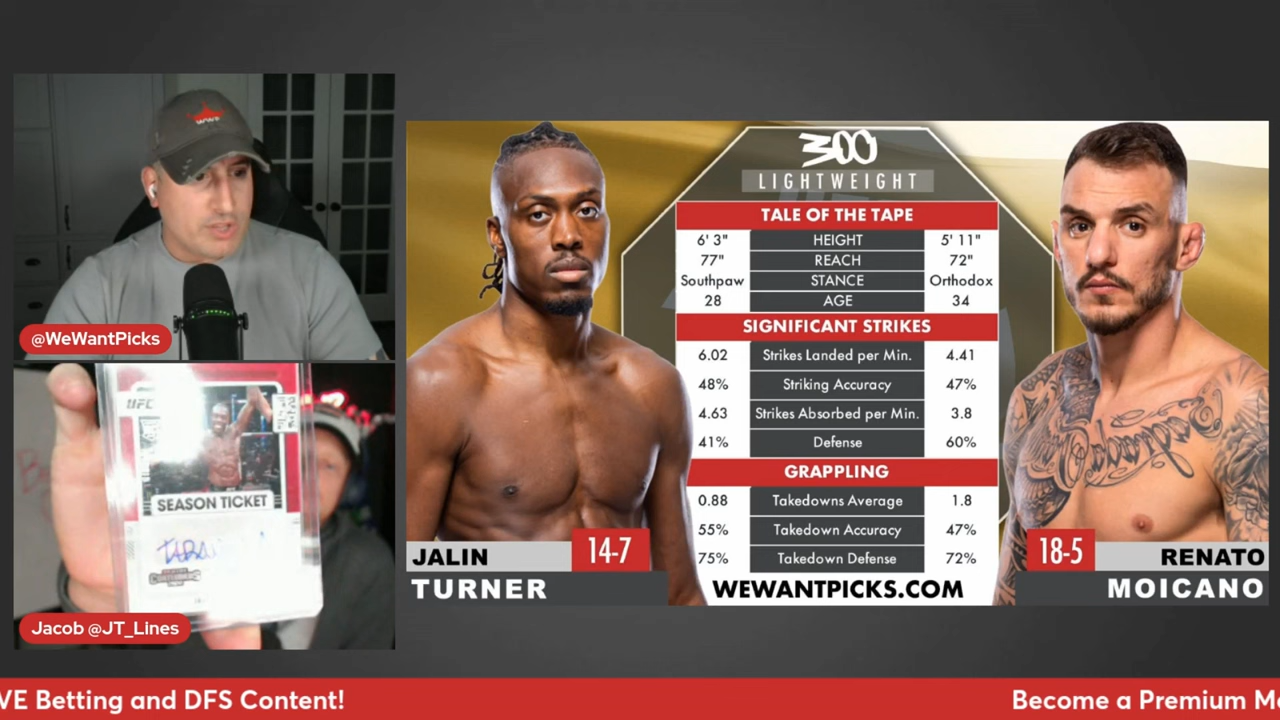 @WeWantPicks
UFC
SEASON TICKET
CONTENDERS
Jacob @JT_Lines
300
LIGHTWEIGHT
TALE OF THE TAPE
6' 3" HEIGHT 5' 11"
77" REACH 72"
Southpaw STANCE Orthodox
28 AGE 34
SIGNIFICANT STRIKES
6.02 Strikes Landed per Min. 4.41
48% Striking Accuracy 47%
4.63 Strikes Absorbed per Min. 3.8
41% Defense 60%
GRAPPLING
0.88 Takedowns Average 1.8
55% Takedown Accuracy 47%
75% Takedown Defense 72%
JALIN 14-7
TURNER
WEWANTPICKS.COM
18-5 RENATO
MOICANO
VE Betting and DFS Content!
Become a Premium M